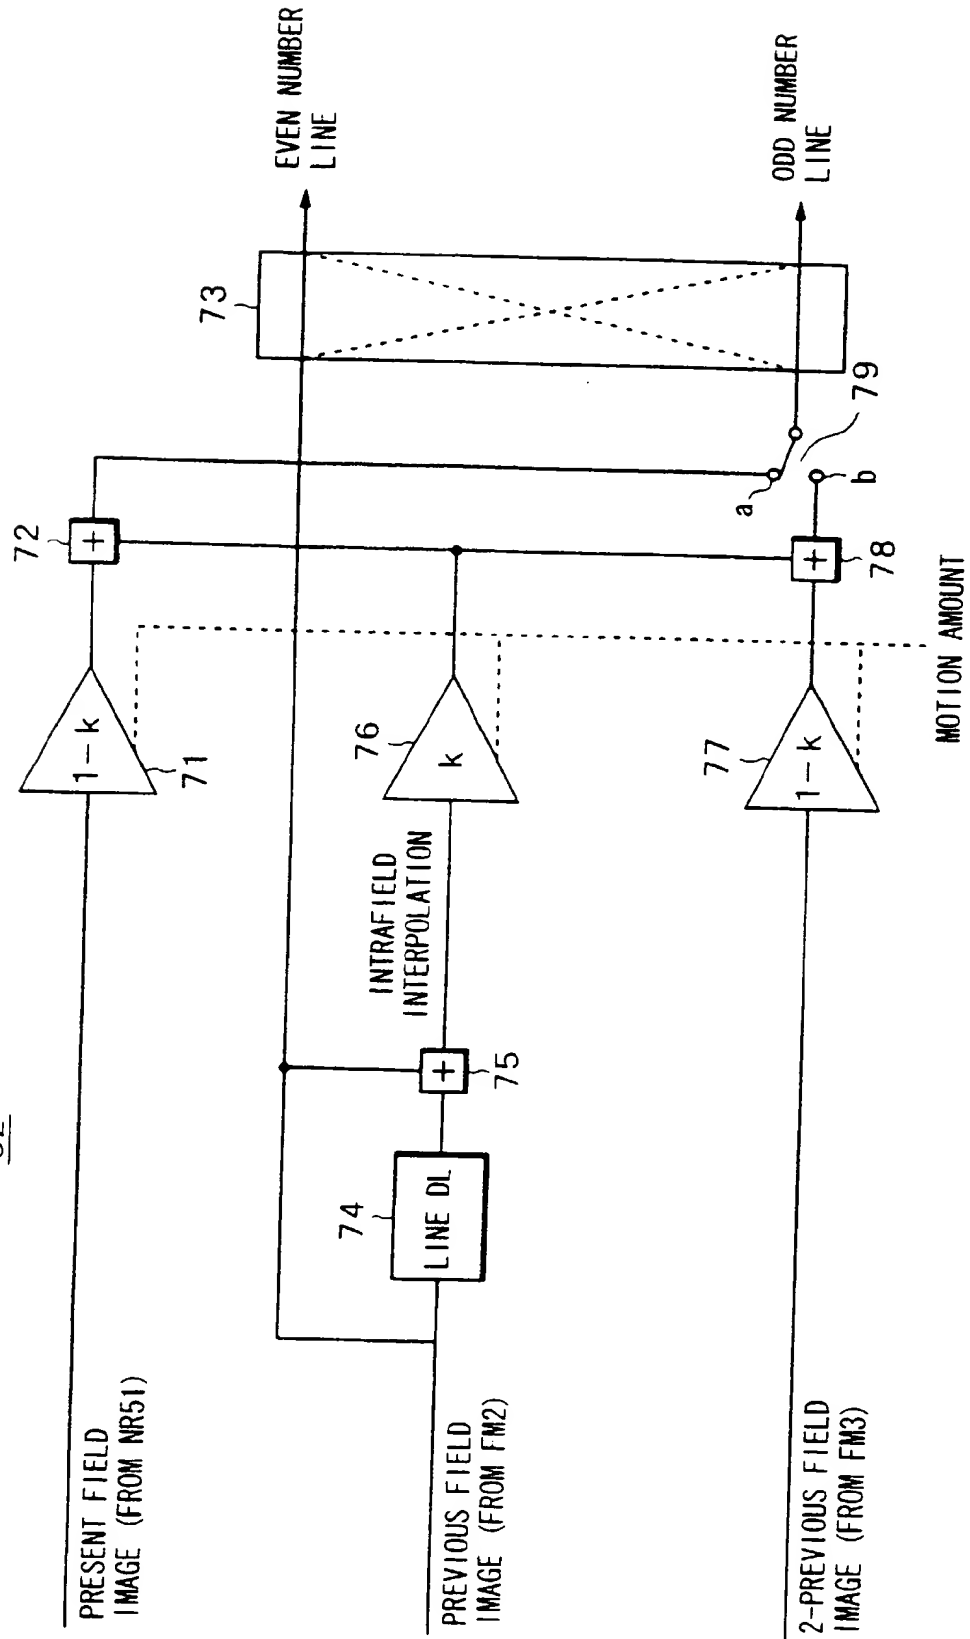 PRESENT FIELD
IMAGE (FROM NR51)
1-k
71
72
+
73
EVEN NUMBER
LINE
PREVIOUS FIELD
IMAGE (FROM FM2)
74
LINE DL
+
75
INTRAFIELD
INTERPOLATION
76
k
a
b
79
ODD NUMBER
LINE
2-PREVIOUS FIELD
IMAGE (FROM FM3)
77
1-k
+
78
MOTION AMOUNT